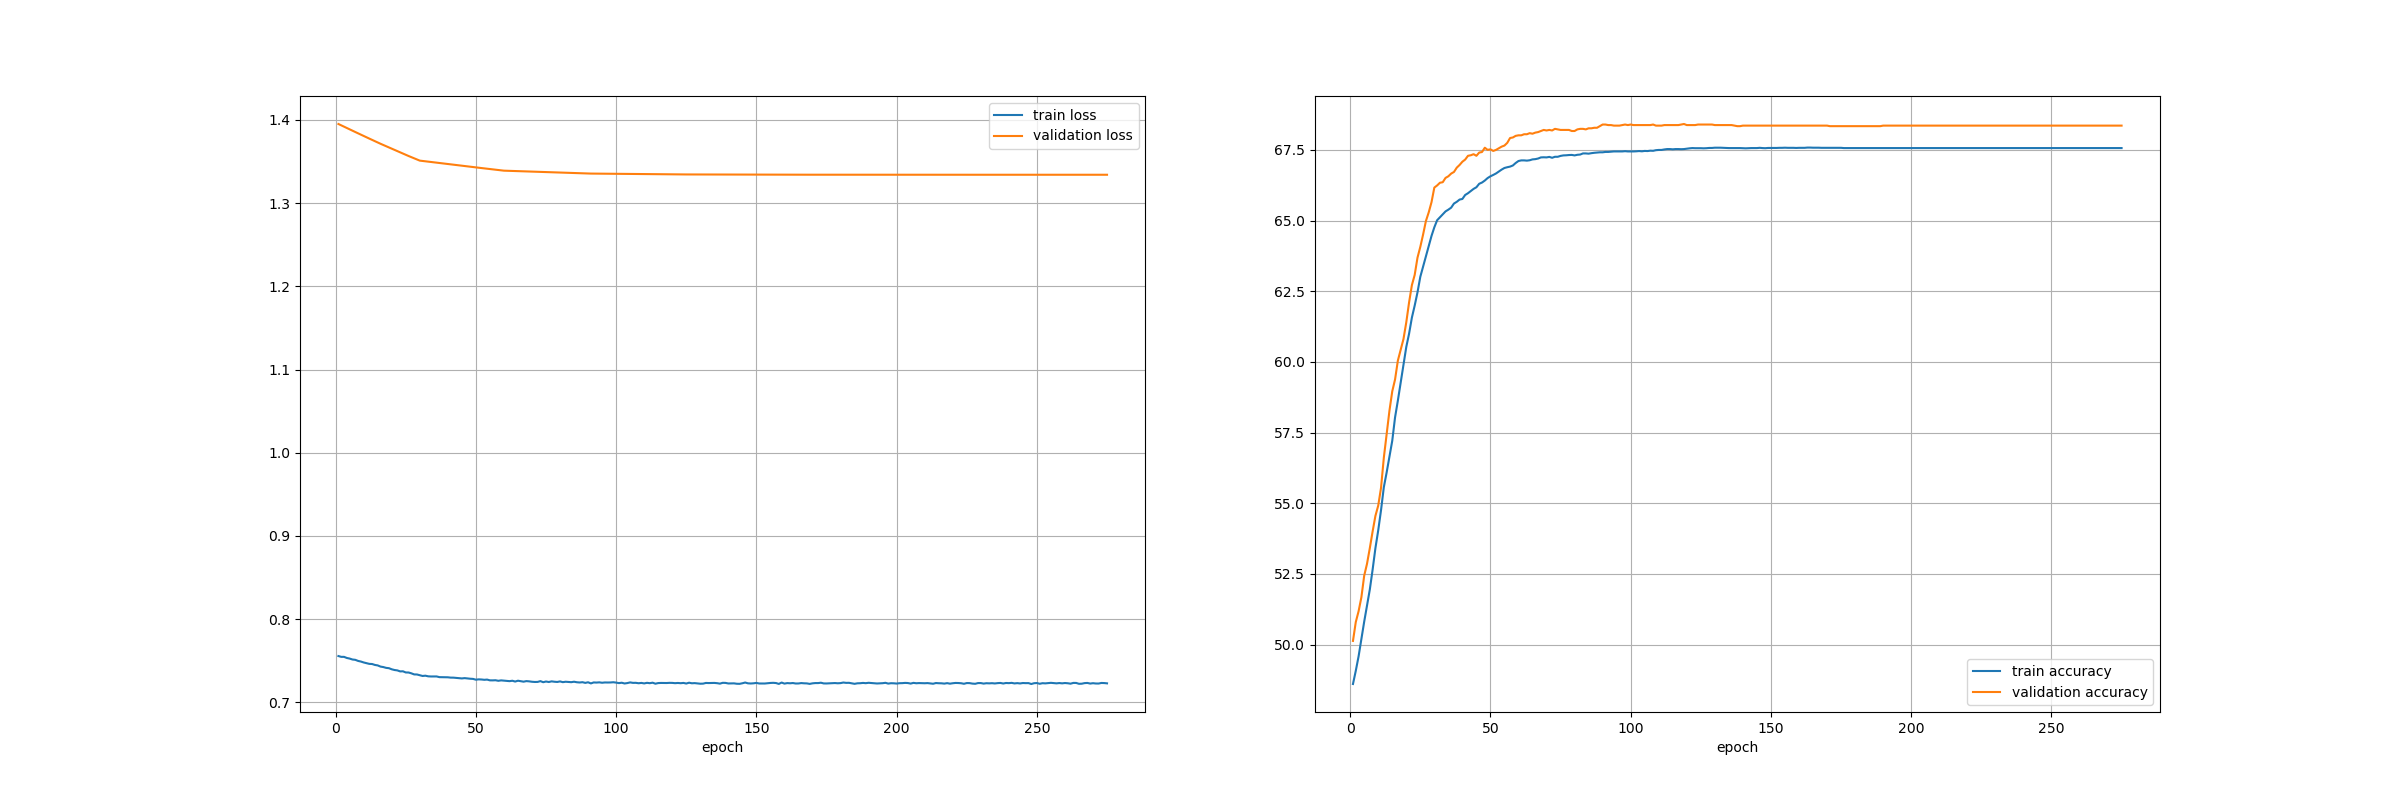 1.4
1.3
1.2
1.1
1.0
0.9
0.8
0.7
0 50 100 150 200 250
epoch
train loss
validation loss
67.5
65.0
62.5
60.0
57.5
55.0
52.5
50.0
0 50 100 150 200 250
epoch
train accuracy
validation accuracy